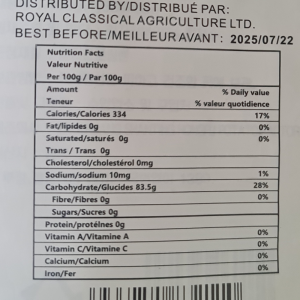 DISTRIBUTED BY/DISTRIBUÉ PAR:
ROYAL CLASSICAL AGRICULTURE LTD.
BEST BEFORE/MEILLEUR AVANT: 2025/07/22
Nutrition Facts
Valeur Nutritive
Per 100g / Par 100g
Amount % Daily value
Teneur % valeur quotidience
Calories/Calories 334 17%
Fat/lipides 0g 0%
Saturated/saturés 0g 0%
Trans / Trans 0g
Cholesterol/cholestérol 0mg
Sodium/sodium 10mg 1%
Carbohydrate/Glucides 83.5g 28%
Fibre/Fibres 0g 0%
Sugars/Sucres 0g
Protein/protéines 0g
Vitamin A/Vitamine A 0%
Vitamin C/Vitamine C 0%
Calcium/Calcium 0%
Iron/Fer 0%